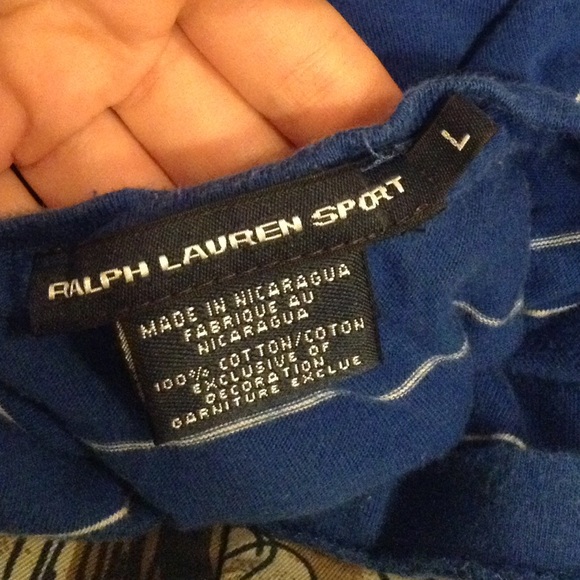 RALPH LAUREN SPORT
L
MADE IN NICARAGUA
FABRIQUE AU
NICARAGUA
100% COTTON/COTON
EXCLUSIVE OF
DECORATION
GARNITURE EXCLUE